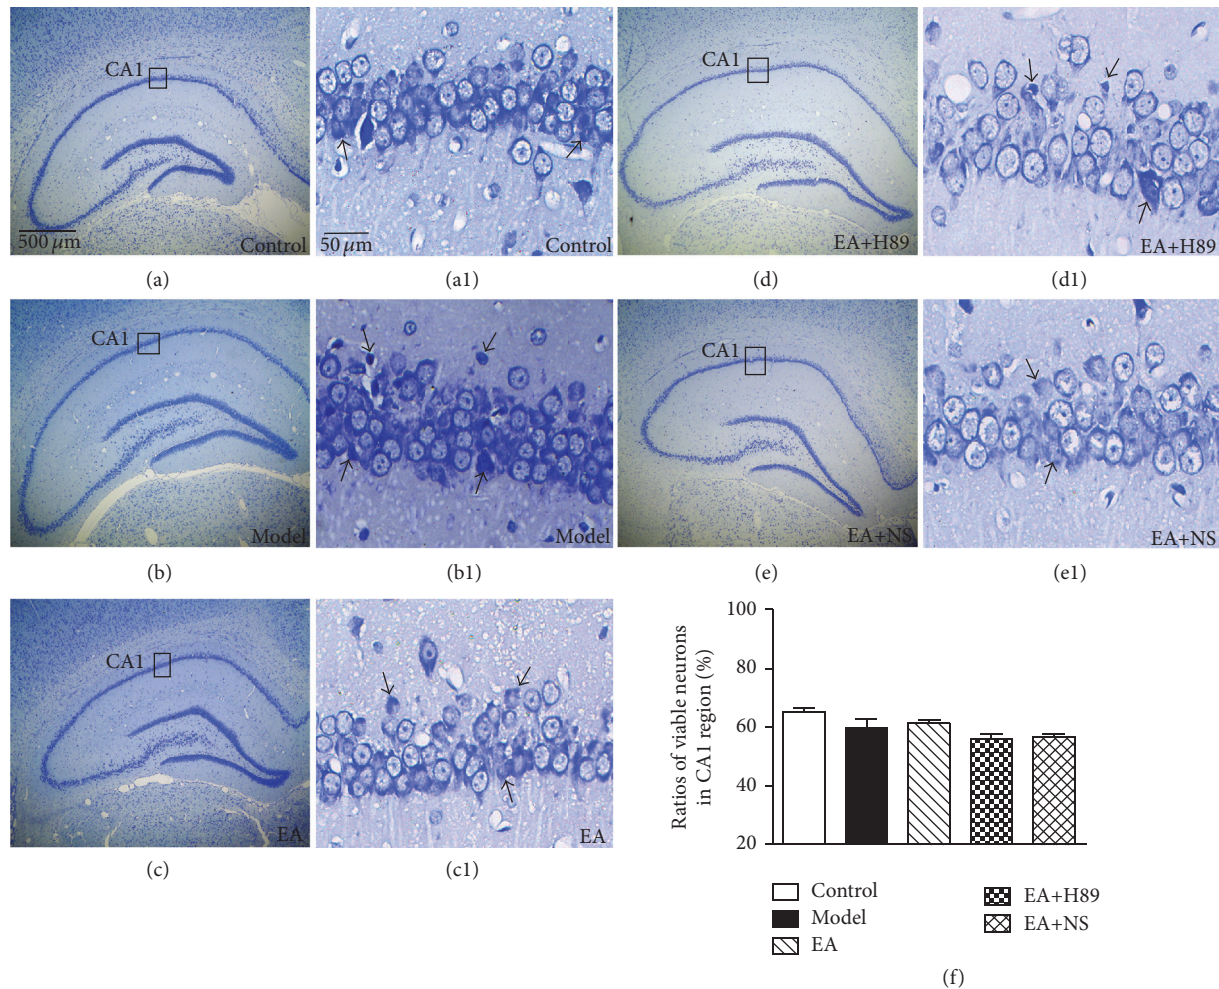 CA1
500 μm
Control
(a)
50 μm
Control
(a1)
CA1
EA+H89
(d)
EA+H89
(d1)
CA1
Model
(b)
Model
(b1)
CA1
EA+NS
(e)
EA+NS
(e1)
CA1
EA
(c)
EA
(c1)
Ratios of viable neurons
in CA1 region (%)
100
80
60
40
20
Control
Model
EA
EA+H89
EA+NS
(f)